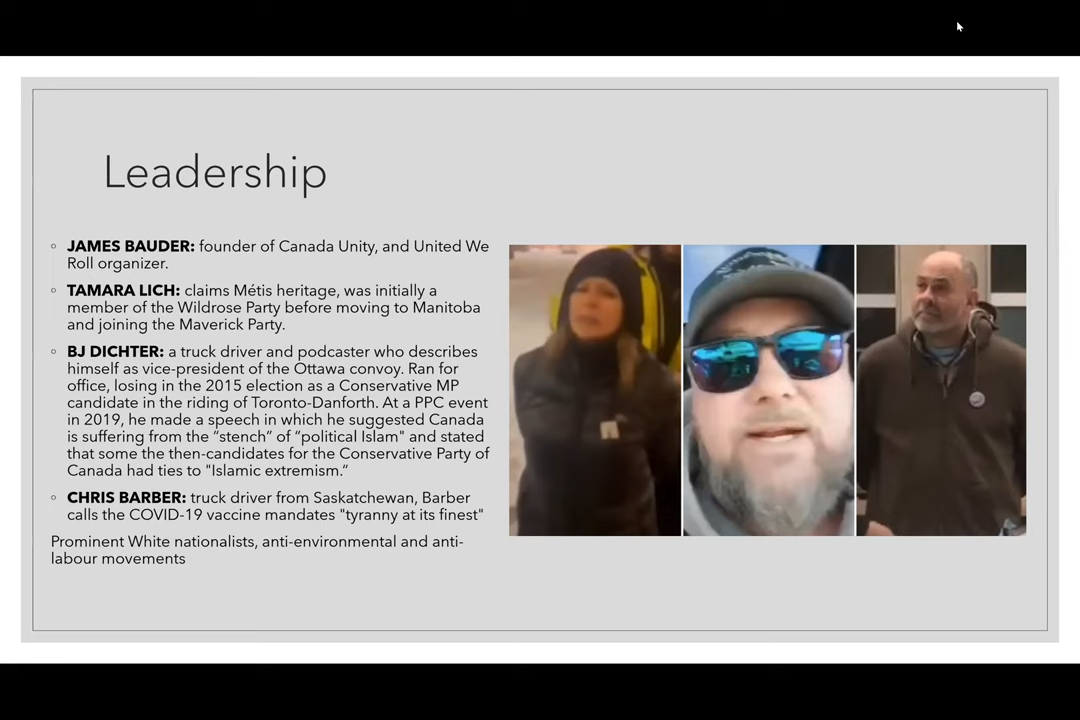 Leadership
JAMES BAUDER: founder of Canada Unity, and United We
Roll organizer.
TAMARA LICH: claims Métis heritage, was initially a
member of the Wildrose Party before moving to Manitoba
and joining the Maverick Party.
BJ DICHTER: a truck driver and podcaster who describes
himself as vice-president of the Ottawa convoy. Ran for
office, losing in the 2015 election as a Conservative MP
candidate in the riding of Toronto-Danforth. At a PPC event
in 2019, he made a speech in which he suggested Canada
is suffering from the “stench” of “political Islam" and stated
that some the then-candidates for the Conservative Party of
Canada had ties to "Islamic extremism.“
CHRIS BARBER: truck driver from Saskatchewan, Barber
calls the COVID-19 vaccine mandates "tyranny at its finest"
Prominent White nationalists, anti-environmental and anti-
labour movements